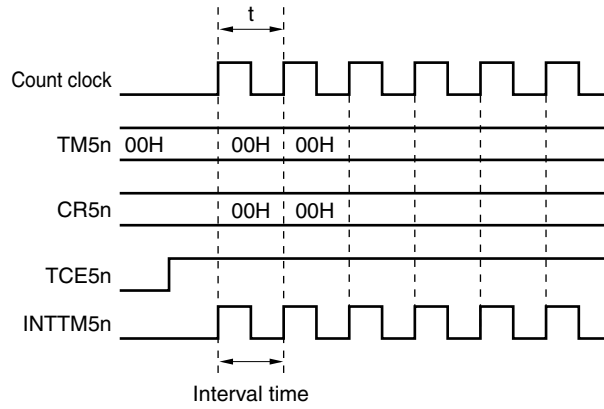 t
Count clock
TM5n 00H 00H 00H
CR5n 00H 00H
TCE5n
INTTM5n
Interval time